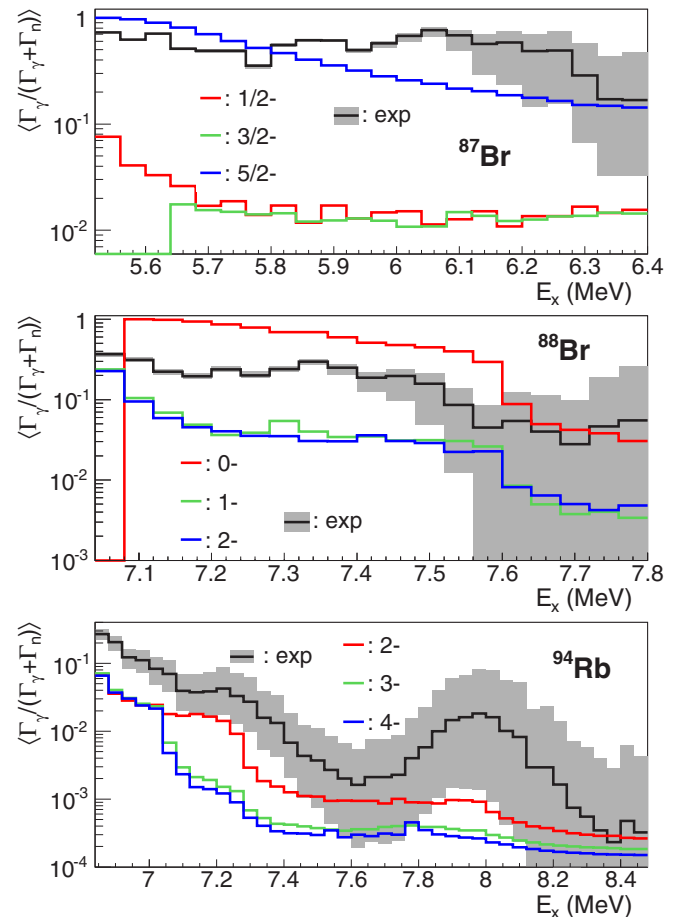 ⟨Γγ/(Γγ+Γn)⟩
1
10⁻¹
10⁻²
: 1/2-
: 3/2-
: 5/2-
: exp
⁸⁷Br
5.6 5.7 5.8 5.9 6 6.1 6.2 6.3 6.4
Eₓ (MeV)
⟨Γγ/(Γγ+Γn)⟩
1
10⁻¹
10⁻²
10⁻³
⁸⁸Br
: 0-
: 1-
: 2-
: exp
7.1 7.2 7.3 7.4 7.5 7.6 7.7 7.8
Eₓ (MeV)
⟨Γγ/(Γγ+Γn)⟩
10⁻¹
10⁻²
10⁻³
10⁻⁴
: exp
: 2-
: 3-
: 4-
⁹⁴Rb
7 7.2 7.4 7.6 7.8 8 8.2 8.4
Eₓ (MeV)